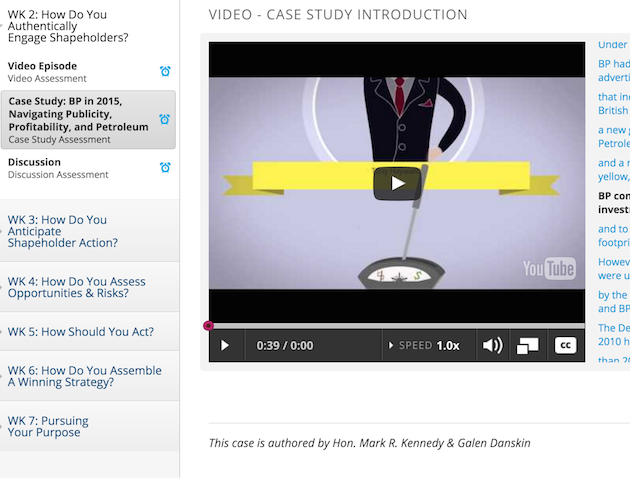 WK 2: How Do You
Authentically
Engage Shapeholders?
Video Episode
Video Assessment
Case Study: BP in 2015,
Navigating Publicity,
Profitability, and Petroleum
Case Study Assessment
Discussion
Discussion Assessment
WK 3: How Do You
Anticipate
Shapeholder Action?
WK 4: How Do You Assess
Opportunities & Risks?
WK 5: How Should You Act?
WK 6: How Do You Assemble
A Winning Strategy?
WK 7: Pursuing
Your Purpose
VIDEO - CASE STUDY INTRODUCTION
YouTube
0:39 / 0:00
SPEED 1.0x
cc
Under
BP had
adverti
that in
British
a new
Petrole
and a
yellow,
BP con
investi
and to
footpri
Howev
were u
by the
and BP
The De
2010 h
than 20
This case is authored by Hon. Mark R. Kennedy & Galen Danskin